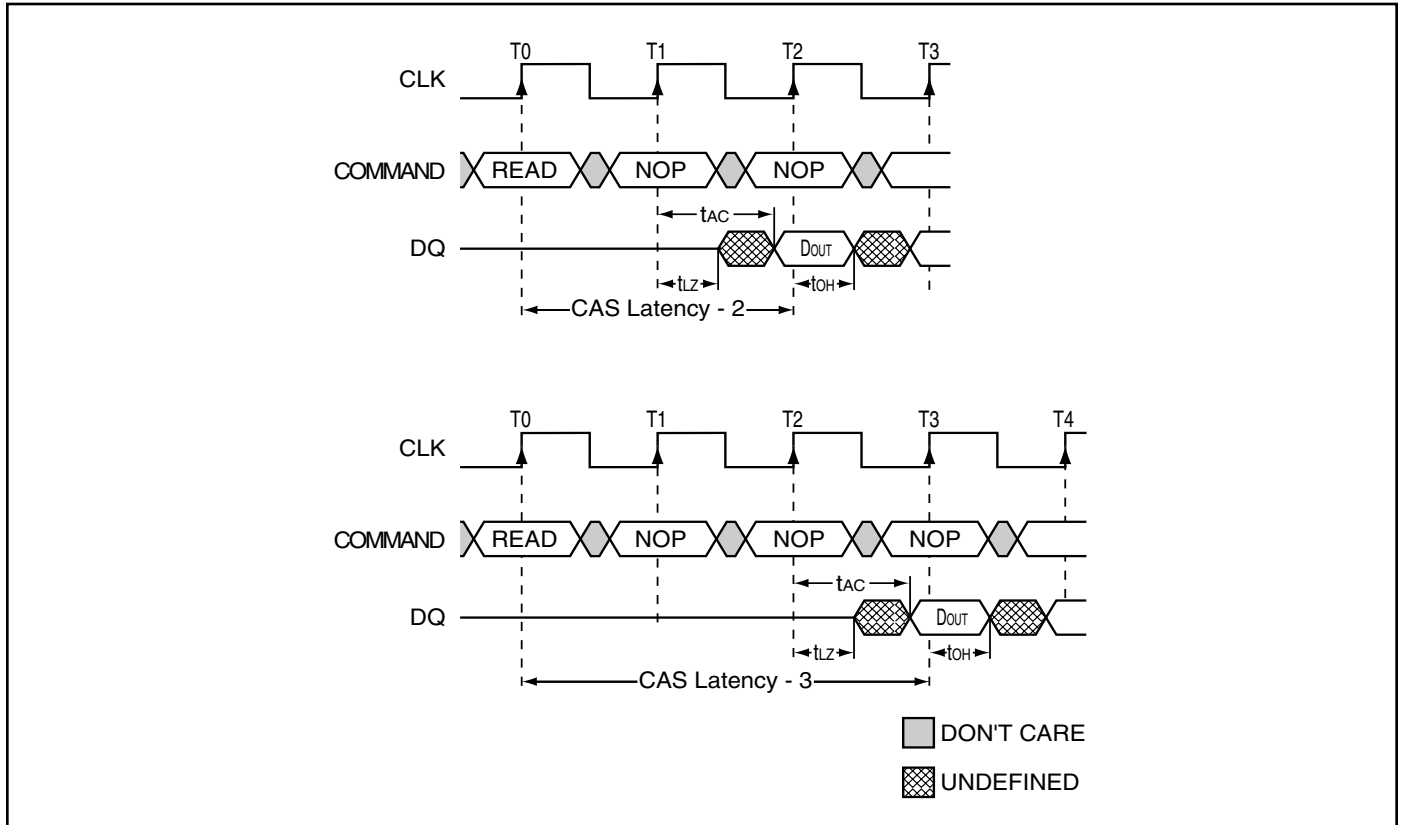 T0 T1 T2 T3
CLK
COMMAND READ NOP NOP
tAC
DQ DOUT
tLZ tOH
CAS Latency - 2
T0 T1 T2 T3 T4
CLK
COMMAND READ NOP NOP NOP
tAC
DQ DOUT
tLZ tOH
CAS Latency - 3
DON'T CARE
UNDEFINED